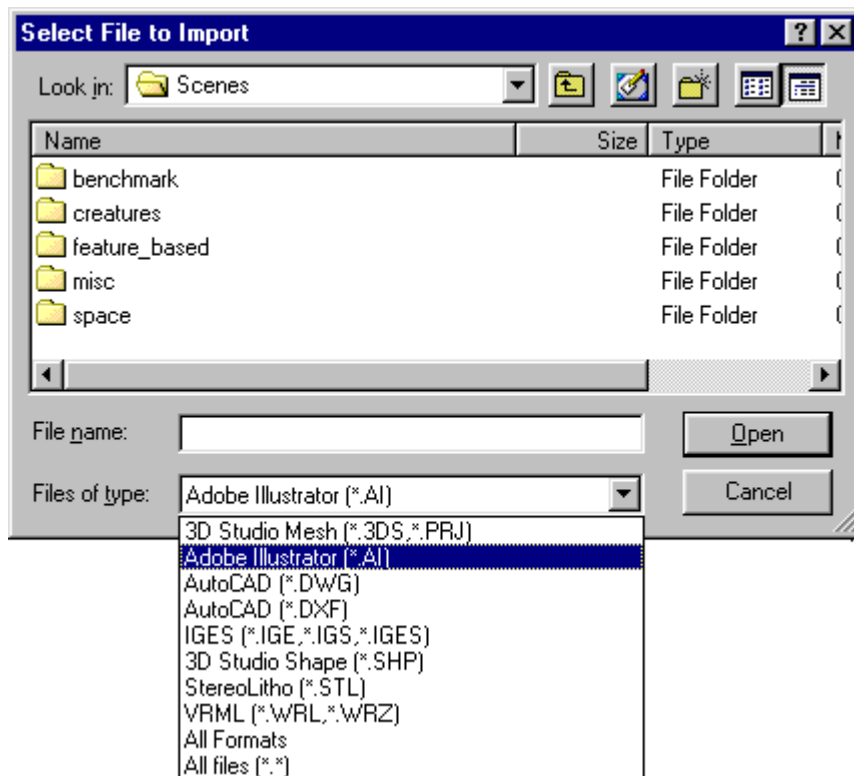 Select File to Import
Look in: Scenes
Name Size Type
benchmark File Folder
creatures File Folder
feature_based File Folder
misc File Folder
space File Folder
File name: Open
Files of type: Adobe Illustrator (*.AI) Cancel
3D Studio Mesh (*.3DS,*.PRJ)
Adobe Illustrator (*.AI)
AutoCAD (*.DWG)
AutoCAD (*.DXF)
IGES (*.IGE,*.IGS,*.IGES)
3D Studio Shape (*.SHP)
StereoLitho (*.STL)
VRML (*.WRL,*.WRZ)
All Formats
All files (*.*)